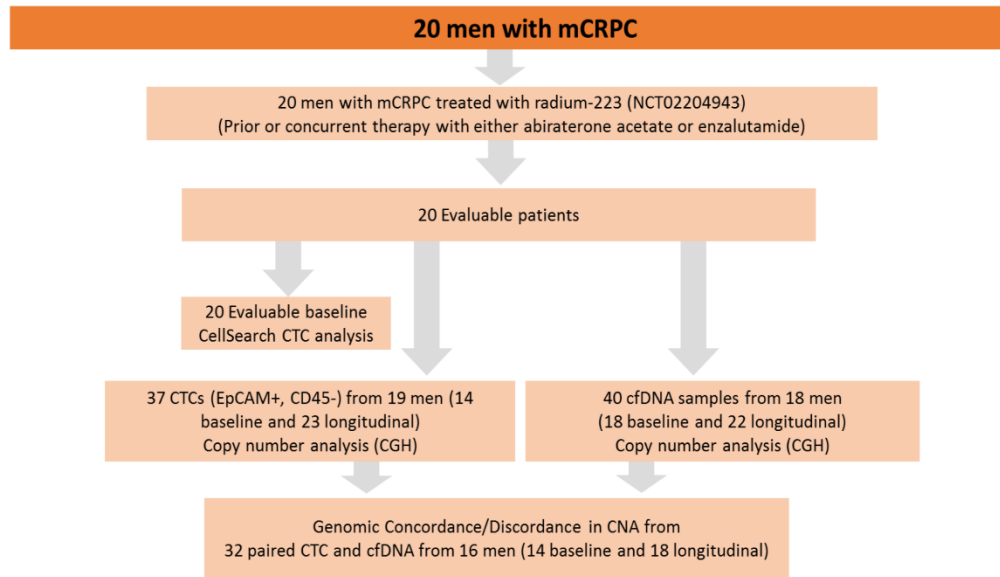 20 men with mCRPC
20 men with mCRPC treated with radium-223 (NCT02204943)
(Prior or concurrent therapy with either abiraterone acetate or enzalutamide)
20 Evaluable patients
20 Evaluable baseline
CellSearch CTC analysis
37 CTCs (EpCAM+, CD45-) from 19 men (14
baseline and 23 longitudinal)
Copy number analysis (CGH)
40 cfDNA samples from 18 men
(18 baseline and 22 longitudinal)
Copy number analysis (CGH)
Genomic Concordance/Discordance in CNA from
32 paired CTC and cfDNA from 16 men (14 baseline and 18 longitudinal)